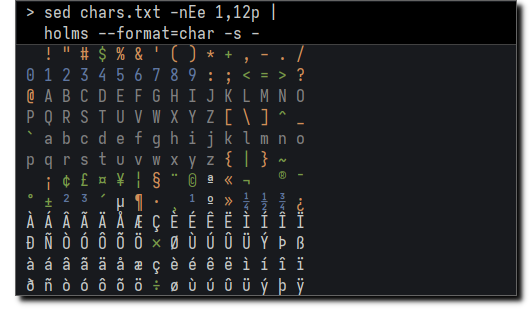 > sed chars.txt -nEe 1,12p |
holms --format=char -s -
! " # $ % & ' ( ) * + , - . /
0 1 2 3 4 5 6 7 8 9 : ; < = > ?
@ A B C D E F G H I J K L M N O
P Q R S T U V W X Y Z [ \ ] ^ _
` a b c d e f g h i j k l m n o
p q r s t u v w x y z { | } ~
¡ ¢ £ ¤ ¥ ¦ § ¨ © ª « ¬ ® ¯
° ± ² ³ ´ µ ¶ · ¸ ¹ º » ¼ ½ ¾ ¿
À Á Â Ã Ä Å Æ Ç È É Ê Ë Ì Í Î Ï
Ð Ñ Ò Ó Ô Õ Ö × Ø Ù Ú Û Ü Ý Þ ß
à á â ã ä å æ ç è é ê ë ì í î ï
ð ñ ò ó ô õ ö ÷ ø ù ú û ü ý þ ÿ